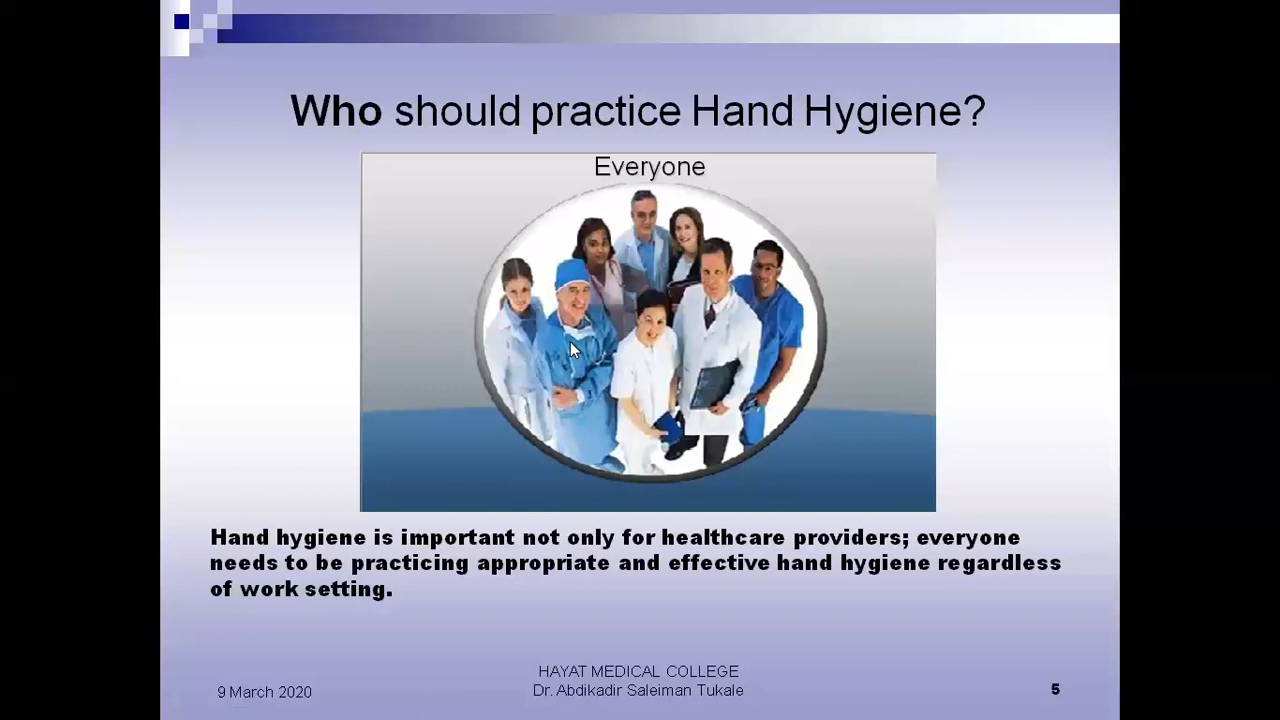 Who should practice Hand Hygiene?
Everyone
Hand hygiene is important not only for healthcare providers; everyone
needs to be practicing appropriate and effective hand hygiene regardless
of work setting.
9 March 2020
HAYAT MEDICAL COLLEGE
Dr. Abdikadir Saleiman Tukale
5